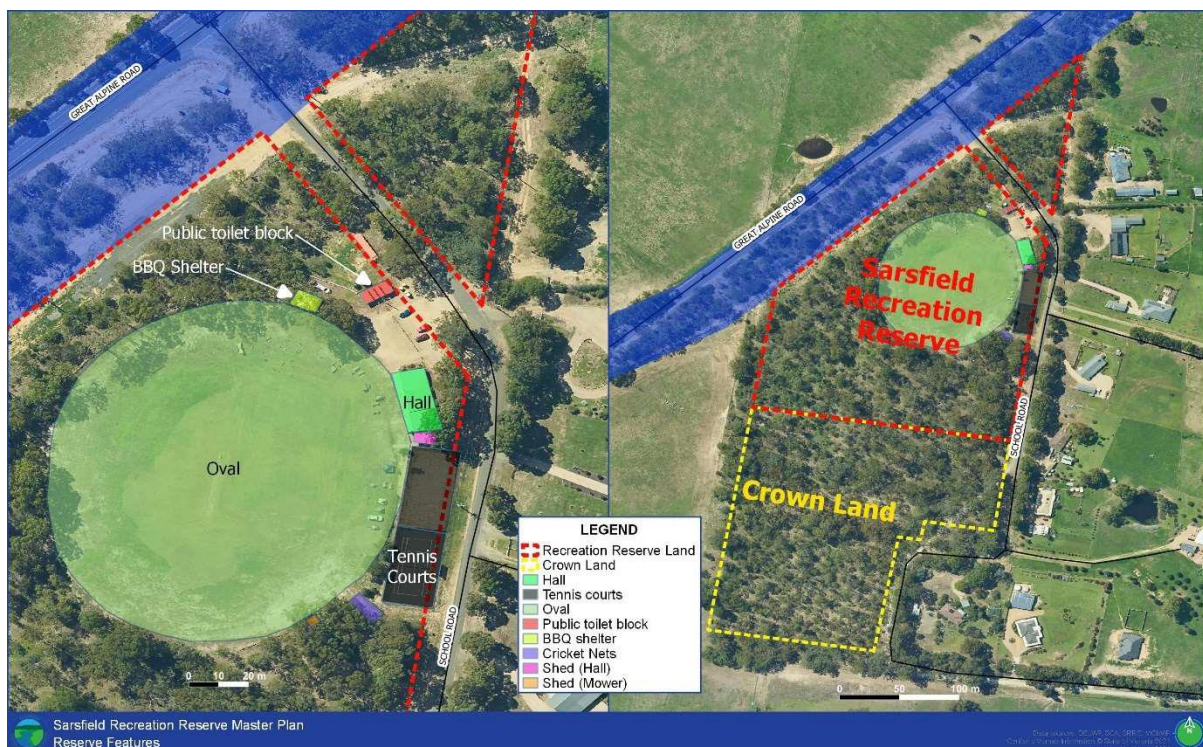 GREAT ALPINE ROAD
Public toilet block
BBQ Shelter
Hall
Oval
Tennis
Courts
SCHOOL ROAD
0 10 20 m
LEGEND
Recreation Reserve Land
Crown Land
Hall
Tennis courts
Oval
Public toilet block
BBQ shelter
Cricket Nets
Shed (Hall)
Shed (Mower)
GREAT ALPINE ROAD
Sarsfield
Recreation
Reserve
SCHOOL ROAD
Crown Land
0 50 100 m
Sarsfield Recreation Reserve Master Plan
Reserve Features
N